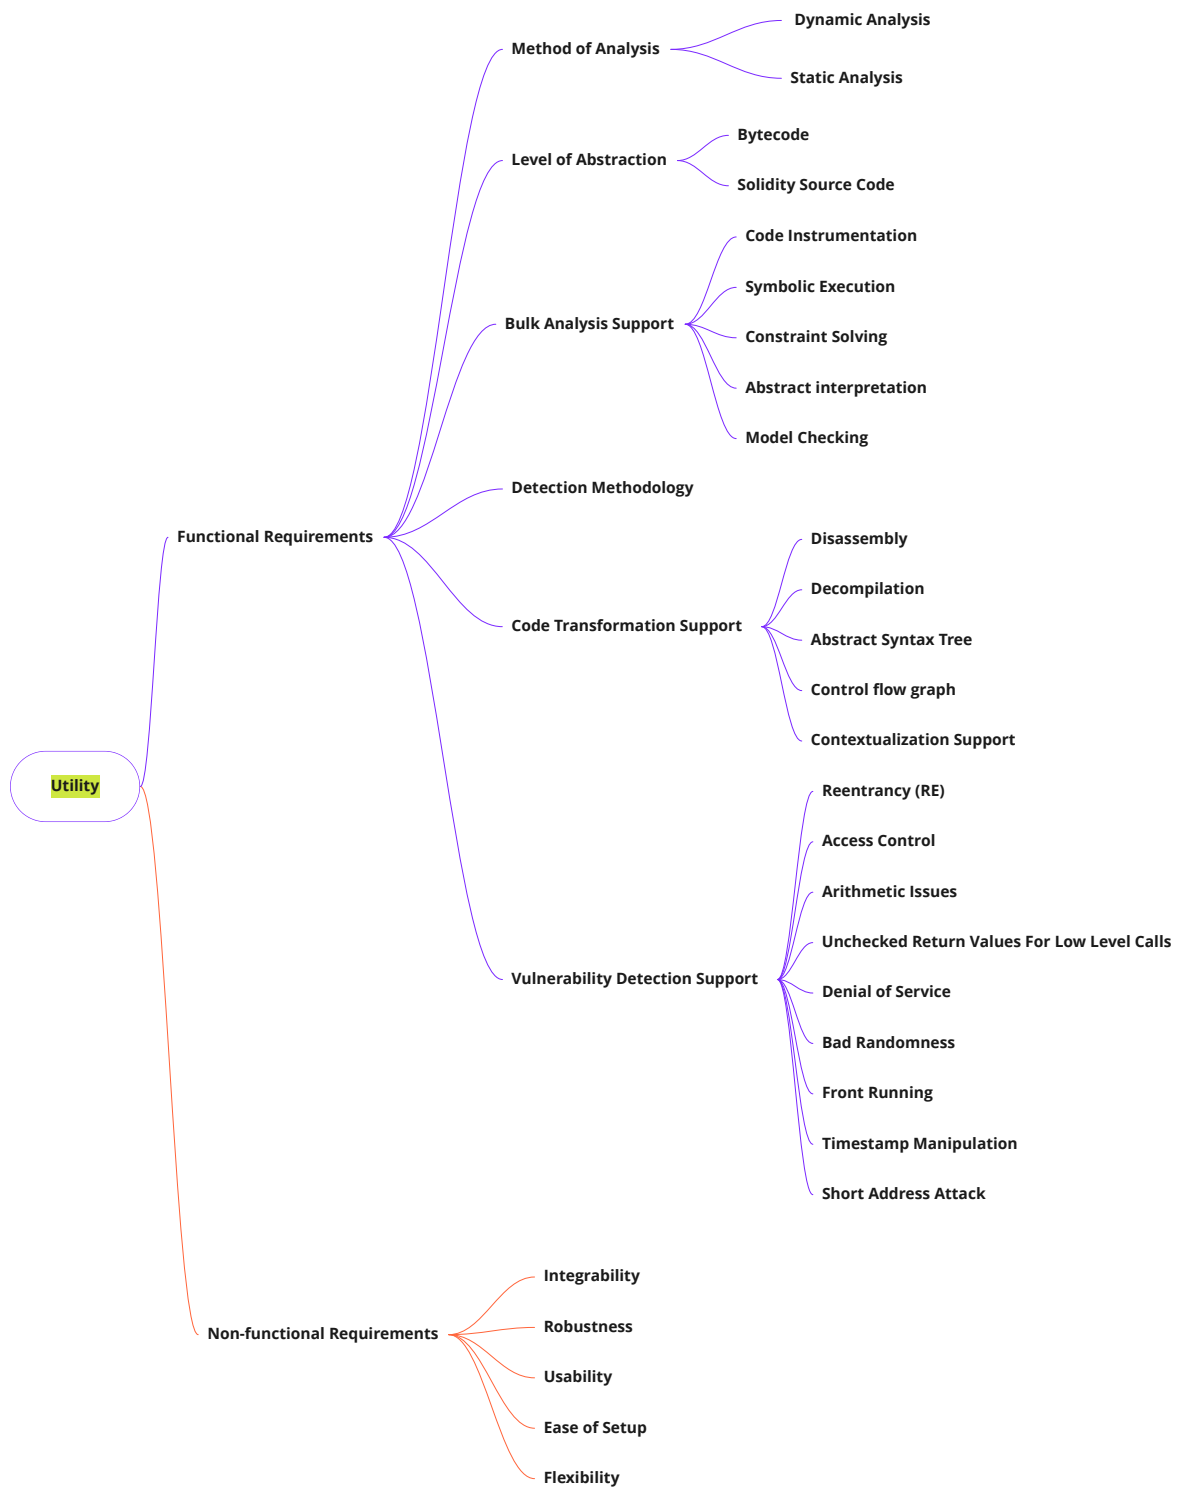 Dynamic Analysis
Method of Analysis
Static Analysis
Bytecode
Level of Abstraction
Solidity Source Code
Code Instrumentation
Symbolic Execution
Bulk Analysis Support
Constraint Solving
Abstract interpretation
Model Checking
Detection Methodology
Functional Requirements
Disassembly
Decompilation
Code Transformation Support
Abstract Syntax Tree
Control flow graph
Contextualization Support
Utility
Reentrancy (RE)
Access Control
Arithmetic Issues
Unchecked Return Values For Low Level Calls
Vulnerability Detection Support
Denial of Service
Bad Randomness
Front Running
Timestamp Manipulation
Short Address Attack
Integrability
Robustness
Non-functional Requirements
Usability
Ease of Setup
Flexibility